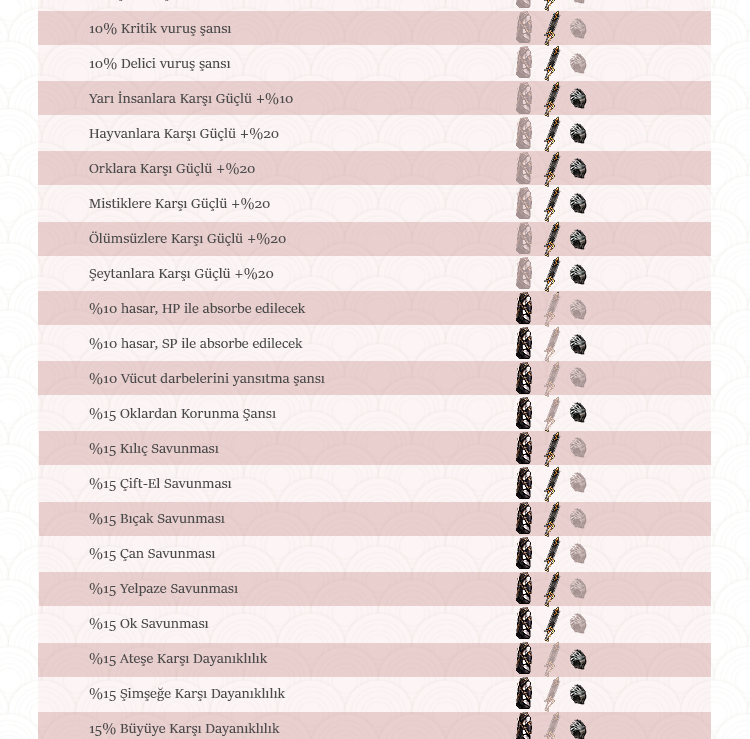 10% Kritik vuruş şansı
10% Delici vuruş şansı
Yarı İnsanlara Karşı Güçlü +%10
Hayvanlara Karşı Güçlü +%20
Orklara Karşı Güçlü +%20
Mistiklere Karşı Güçlü +%20
Ölümsüzlere Karşı Güçlü +%20
Şeytanlara Karşı Güçlü +%20
%10 hasar, HP ile absorbe edilecek
%10 hasar, SP ile absorbe edilecek
%10 Vücut darbelerini yansıtma şansı
%15 Oklardan Korunma Şansı
%15 Kılıç Savunması
%15 Çift-El Savunması
%15 Bıçak Savunması
%15 Çan Savunması
%15 Yelpaze Savunması
%15 Ok Savunması
%15 Ateşe Karşı Dayanıklılık
%15 Şimşeğe Karşı Dayanıklılık
15% Büyüye Karşı Dayanıklılık